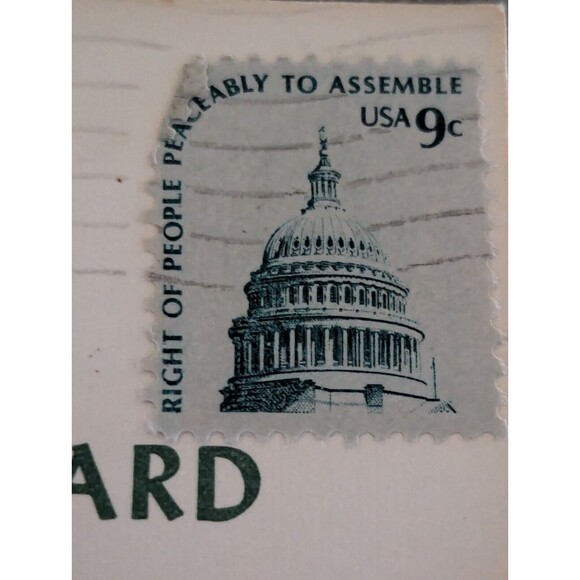 RIGHT OF PEOPLE PEACEABLY TO ASSEMBLE
USA 9c
ARD